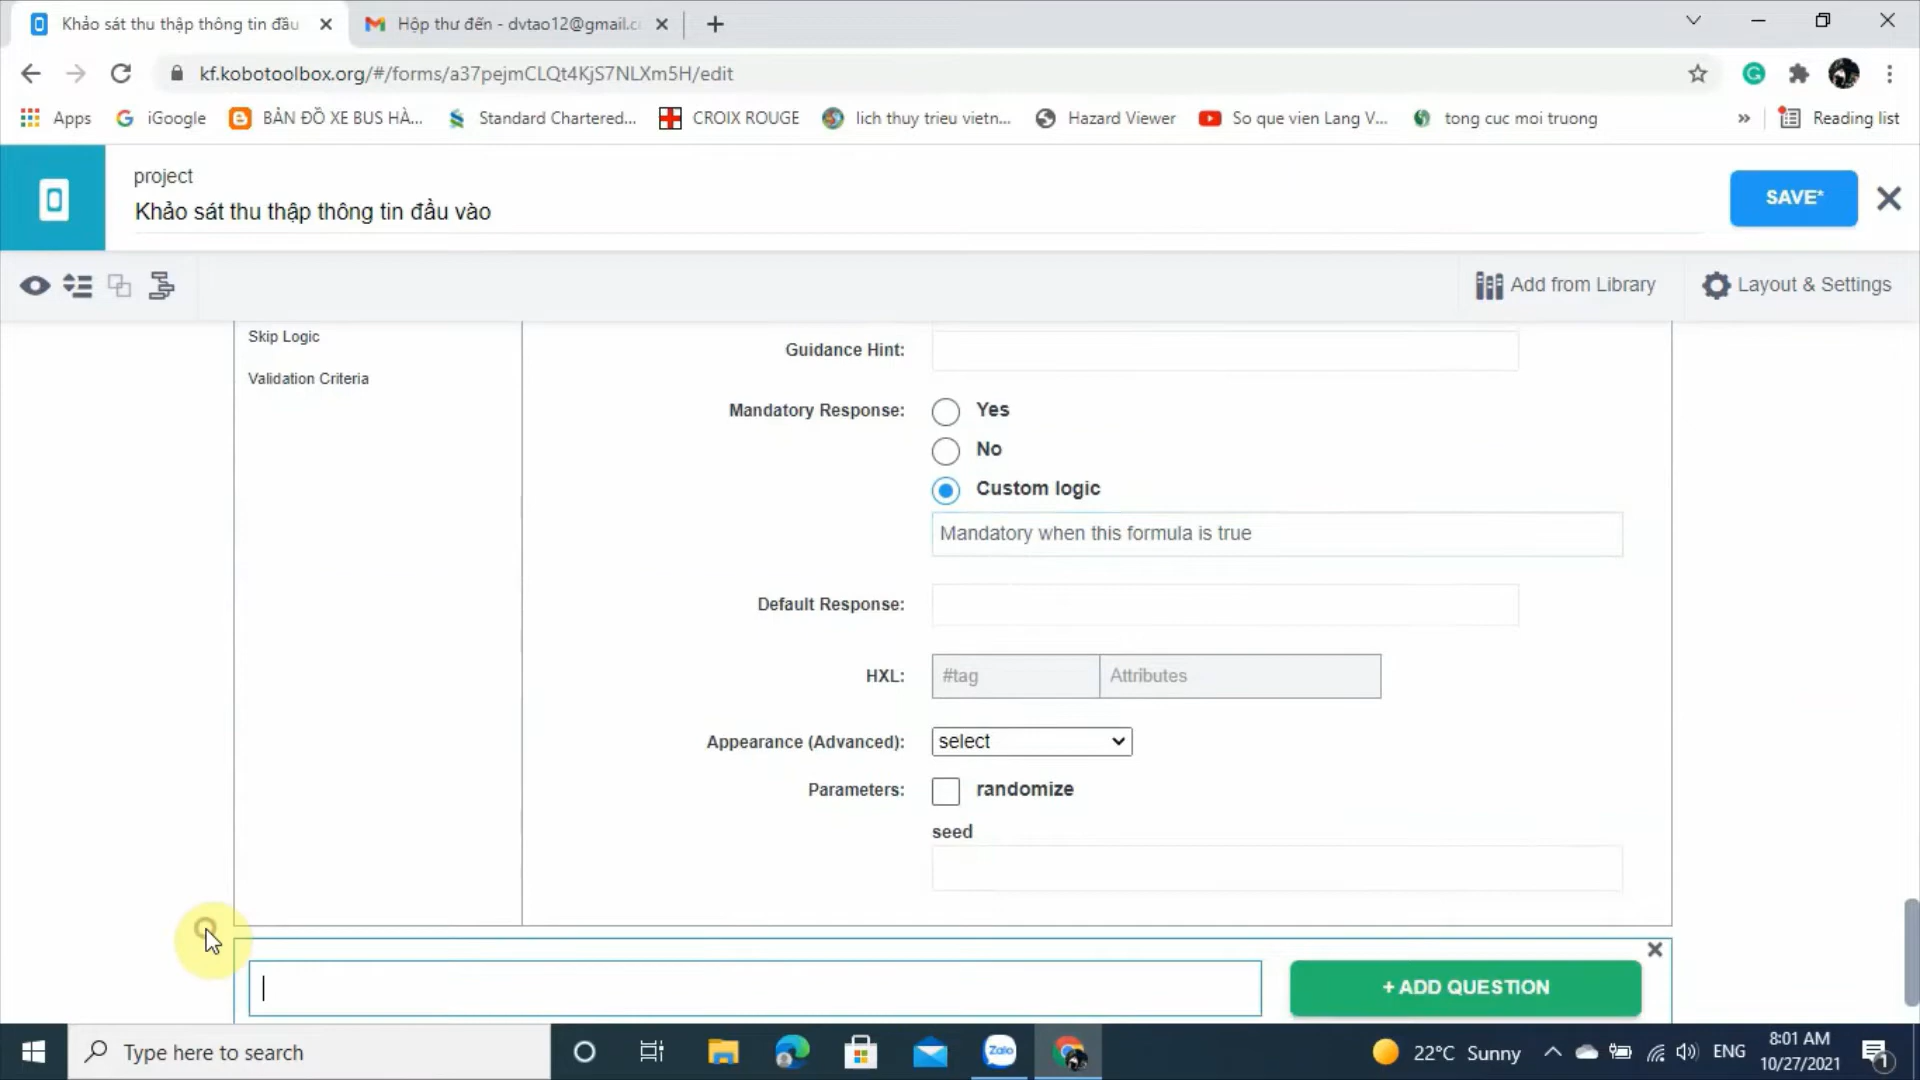 Khảo sát thu thập thông tin đầu
Hộp thư đến - dvtao12@gmail.c
kf.kobotoolbox.org/#/forms/a37pejmCLQt4KjS7NLXm5H/edit
Apps
iGoogle
BẢN ĐỒ XE BUS HÀ...
Standard Chartered...
CROIX ROUGE
lich thuy trieu vietn...
Hazard Viewer
So que vien Lang V...
tong cuc moi truong
»
Reading list
project
Khảo sát thu thập thông tin đầu vào
SAVE*
Add from Library
Layout & Settings
Skip Logic
Validation Criteria
Guidance Hint:
Mandatory Response:
Yes
No
Custom logic
Mandatory when this formula is true
Default Response:
HXL:
#tag
Attributes
Appearance (Advanced):
select
Parameters:
randomize
seed
+ ADD QUESTION
Type here to search
Zalo
22°C Sunny
ENG
8:01 AM
10/27/2021
1